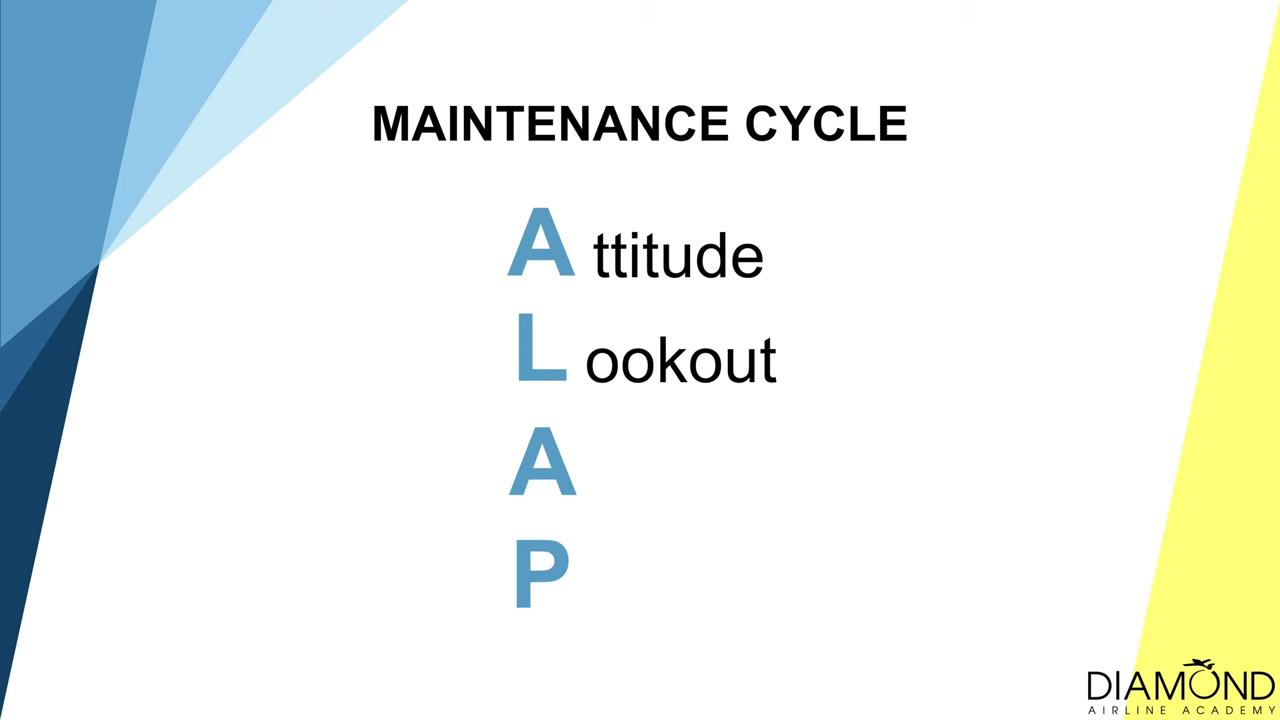 MAINTENANCE CYCLE
A ttitude
L ookout
A
P
DIAMOND
AIRLINE ACADEMY